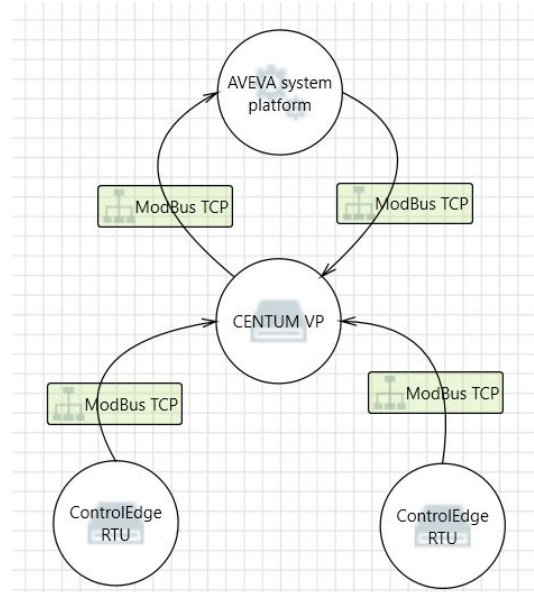 AVEVA system
platform
ModBus TCP
ModBus TCP
CENTUM VP
ModBus TCP
ModBus TCP
ControlEdge
RTU
ControlEdge
RTU